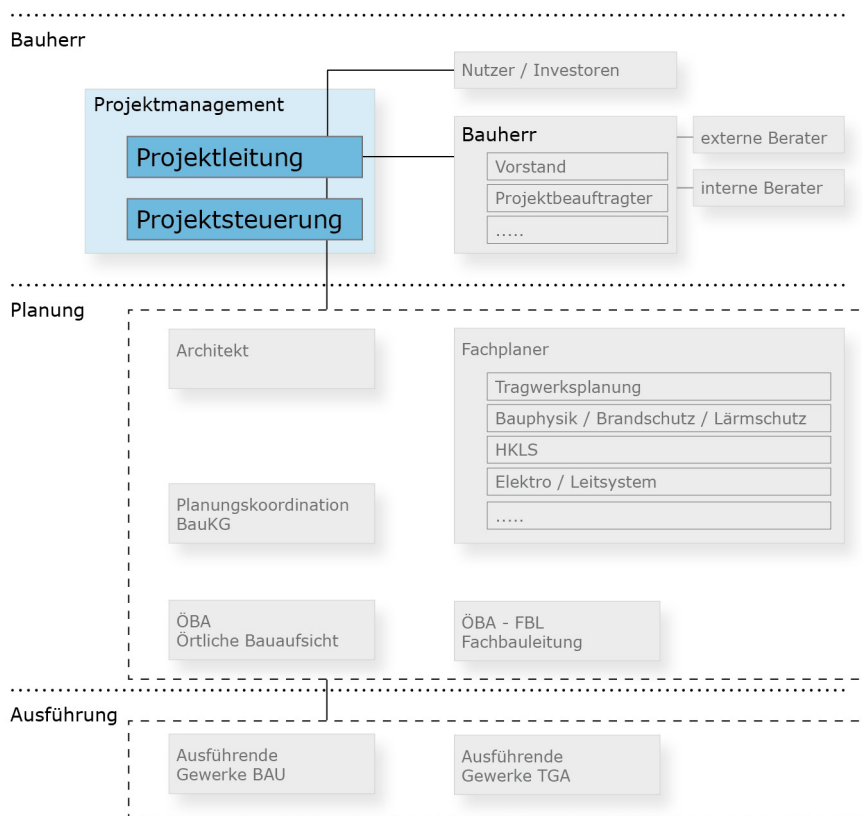 Bauherr
Nutzer / Investoren
Projektmanagement
Projektleitung
Projektsteuerung
Bauherr
Vorstand
Projektbeauftragter
.....
externe Berater
interne Berater
Planung
Architekt
Fachplaner
Tragwerksplanung
Bauphysik / Brandschutz / Lärmschutz
HKLS
Elektro / Leitsystem
.....
Planungskoordination
BauKG
ÖBA
Örtliche Bauaufsicht
ÖBA - FBL
Fachbauleitung
Ausführung
Ausführende
Gewerke BAU
Ausführende
Gewerke TGA